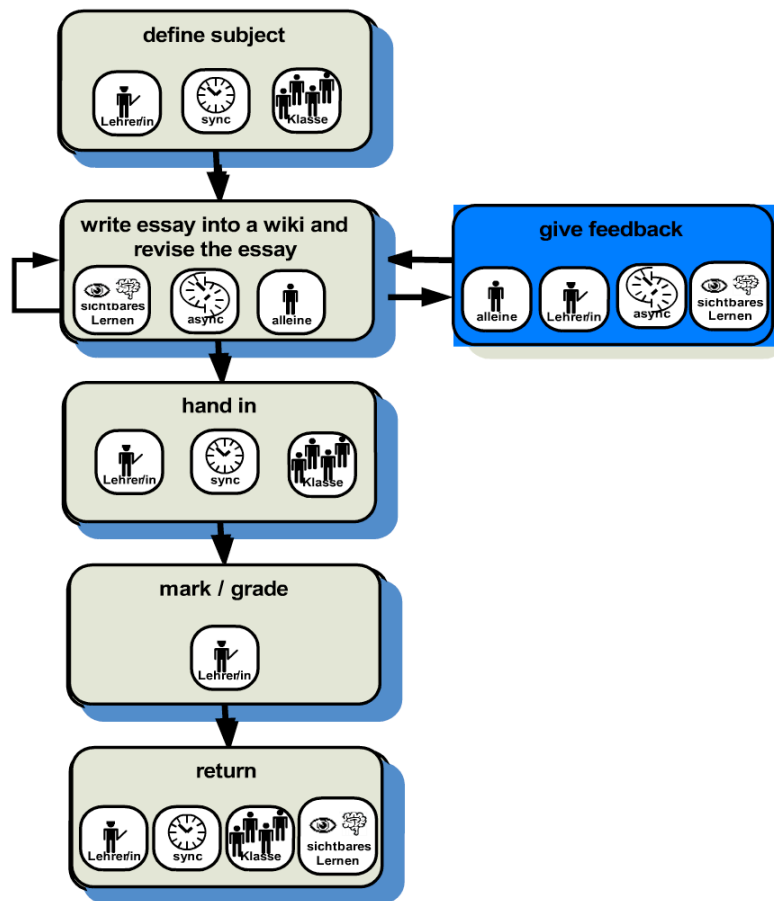 define subject
Lehrer/in
sync
Klasse
write essay into a wiki and
revise the essay
sichtbares
Lernen
async
alleine
give feedback
alleine
Lehrer/in
async
sichtbares
Lernen
hand in
Lehrer/in
sync
Klasse
mark / grade
Lehrer/in
return
Lehrer/in
sync
Klasse
sichtbares
Lernen